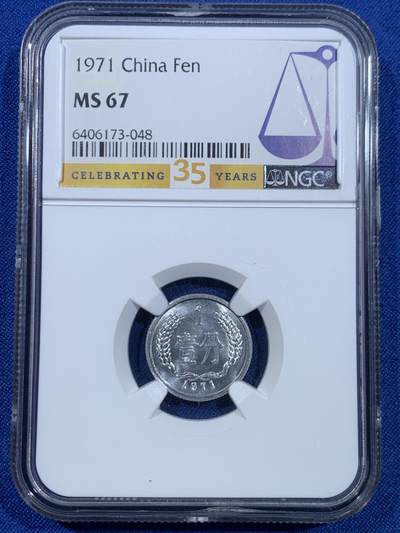 1971 China Fen
MS 67
6406173-048
CELEBRATING 35 YEARS
NGC®
壹分
1971